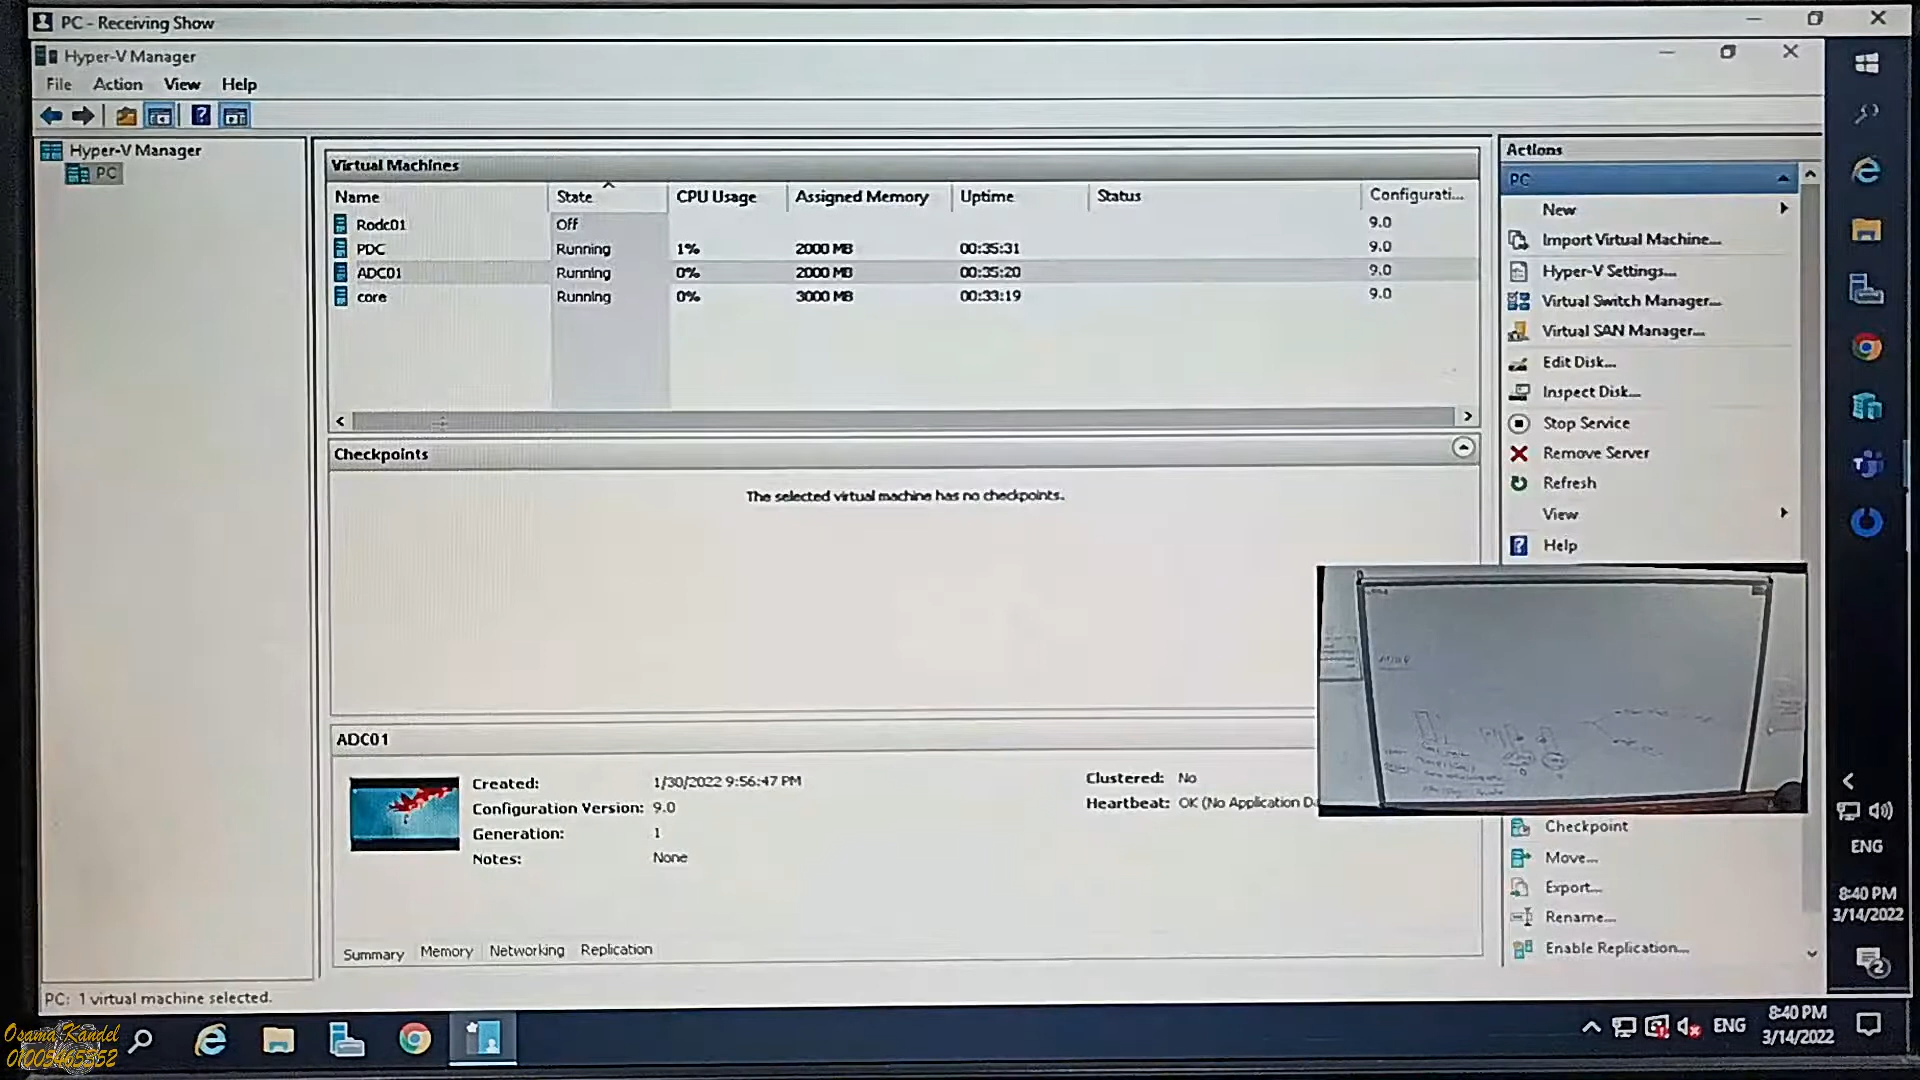 PC - Receiving Show
Hyper-V Manager
File Action View Help
Hyper-V Manager
PC
Virtual Machines
Name State CPU Usage Assigned Memory Uptime Status Configurati...
Rodc01 Off 9.0
PDC Running 1% 2000 MB 00:35:31 9.0
ADC01 Running 0% 2000 MB 00:35:20 9.0
core Running 0% 3000 MB 00:33:19 9.0
Checkpoints
The selected virtual machine has no checkpoints.
ADC01
Created: 1/30/2022 9:56:47 PM
Configuration Version: 9.0
Generation: 1
Notes: None
Clustered: No
Heartbeat: OK (No Application D
Summary Memory Networking Replication
PC: 1 virtual machine selected.
Actions
PC
New
Import Virtual Machine...
Hyper-V Settings...
Virtual Switch Manager...
Virtual SAN Manager...
Edit Disk...
Inspect Disk...
Stop Service
Remove Server
Refresh
View
Help
Checkpoint
Move...
Export...
Rename...
Enable Replication...
ENG
8:40 PM
3/14/2022
2
Osama Kandel
01005465352
ENG
8:40 PM
3/14/2022